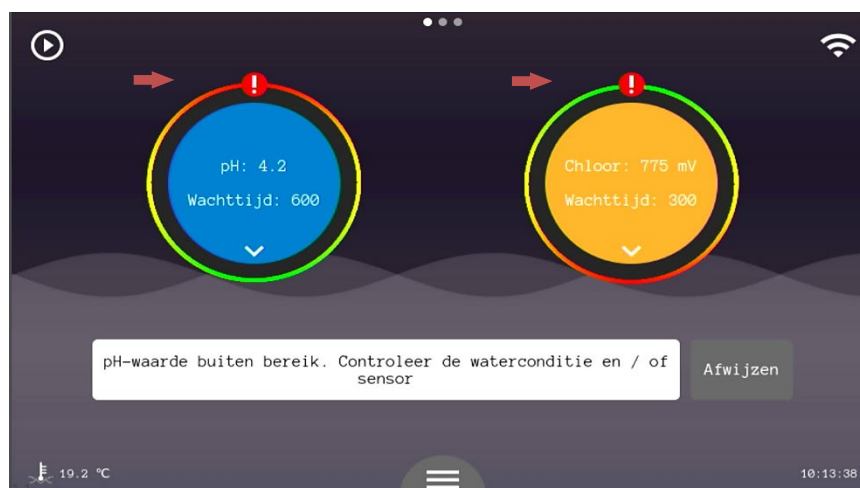 pH: 4.2
Wachttijd: 600
Chloor: 775 mV
Wachttijd: 300
pH-waarde buiten bereik. Controleer de waterconditie en / of
sensor
Afwijzen
19.2 ℃
10:13:38